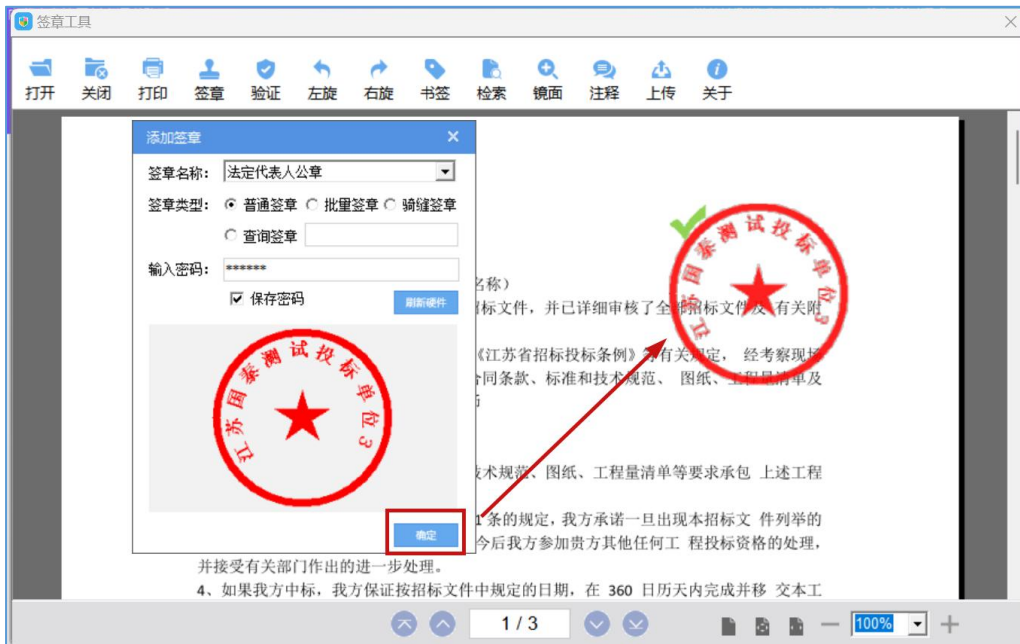 签章工具
打开 关闭 打印 签章 验证 左旋 右旋 书签 检索 镜面 注释 上传 关于
添加签章
签章名称： 法定代表人公章
签章类型： 普通签章 批量签章 骑缝签章
查询签章
输入密码： ******
保存密码 刷新硬件
江苏国泰测试投标单位3
确定
江苏国泰测试投标单位3
名称）
招标文件，并已详细审核了全部招标文件及 有关附
《江苏省招标投标条例》等有关规定， 经考察现场
合同条款、标准和技术规范、 图纸、工程量清单及
技术规范、图纸、工程量清单等要求承包 上述工程
1 条的规定，我方承诺一旦出现本招标文 件列举的
今后我方参加贵方其他任何工 程投标资格的处理，
并接受有关部门作出的进一步处理。
4、如果我方中标，我方保证按招标文件中规定的日期，在 360 日历天内完成并移 交本工
1 / 3
100%